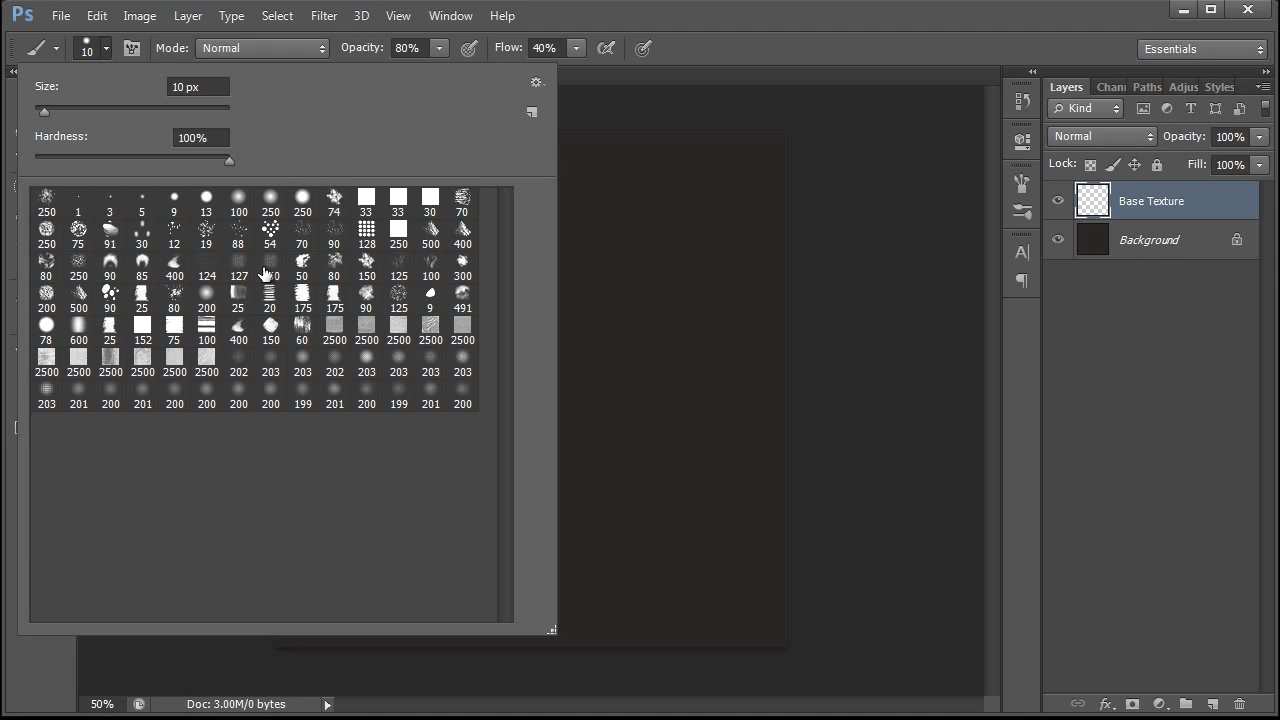 Ps File Edit Image Layer Type Select Filter 3D View Window Help
10 Mode: Normal Opacity: 80% Flow: 40% Essentials
Size: 10 px
Hardness: 100%
250 1 3 5 9 13 100 250 250 74 33 33 30 70
250 75 91 30 12 19 88 54 70 90 128 250 500 400
80 250 90 85 400 124 127 50 80 150 125 100 300
200 500 90 25 80 200 25 20 175 175 90 125 9 491
78 600 25 152 75 100 400 150 60 2500 2500 2500 2500 2500
2500 2500 2500 2500 2500 2500 202 203 203 202 203 203 203 203
203 201 200 201 200 200 200 200 199 201 200 199 201 200
50% Doc: 3.00M/0 bytes
Layers Chann Paths Adjus Styles
Kind T
Normal Opacity: 100%
Lock: Fill: 100%
Base Texture
Background
A
fx